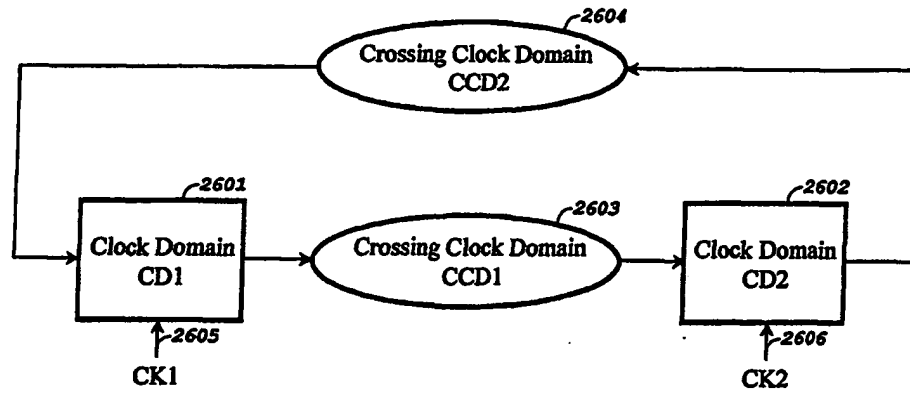 2604
Crossing Clock Domain
CCD2
2601
Clock Domain
CD1
2603
Crossing Clock Domain
CCD1
2602
Clock Domain
CD2
2605
CK1
2606
CK2